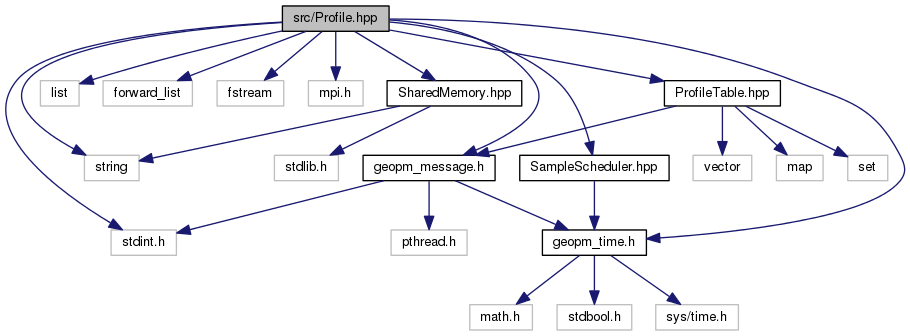 src/Profile.hpp
list
forward_list
fstream
mpi.h
SharedMemory.hpp
ProfileTable.hpp
string
stdlib.h
geopm_message.h
SampleScheduler.hpp
vector
map
set
stdint.h
pthread.h
geopm_time.h
math.h
stdbool.h
sys/time.h